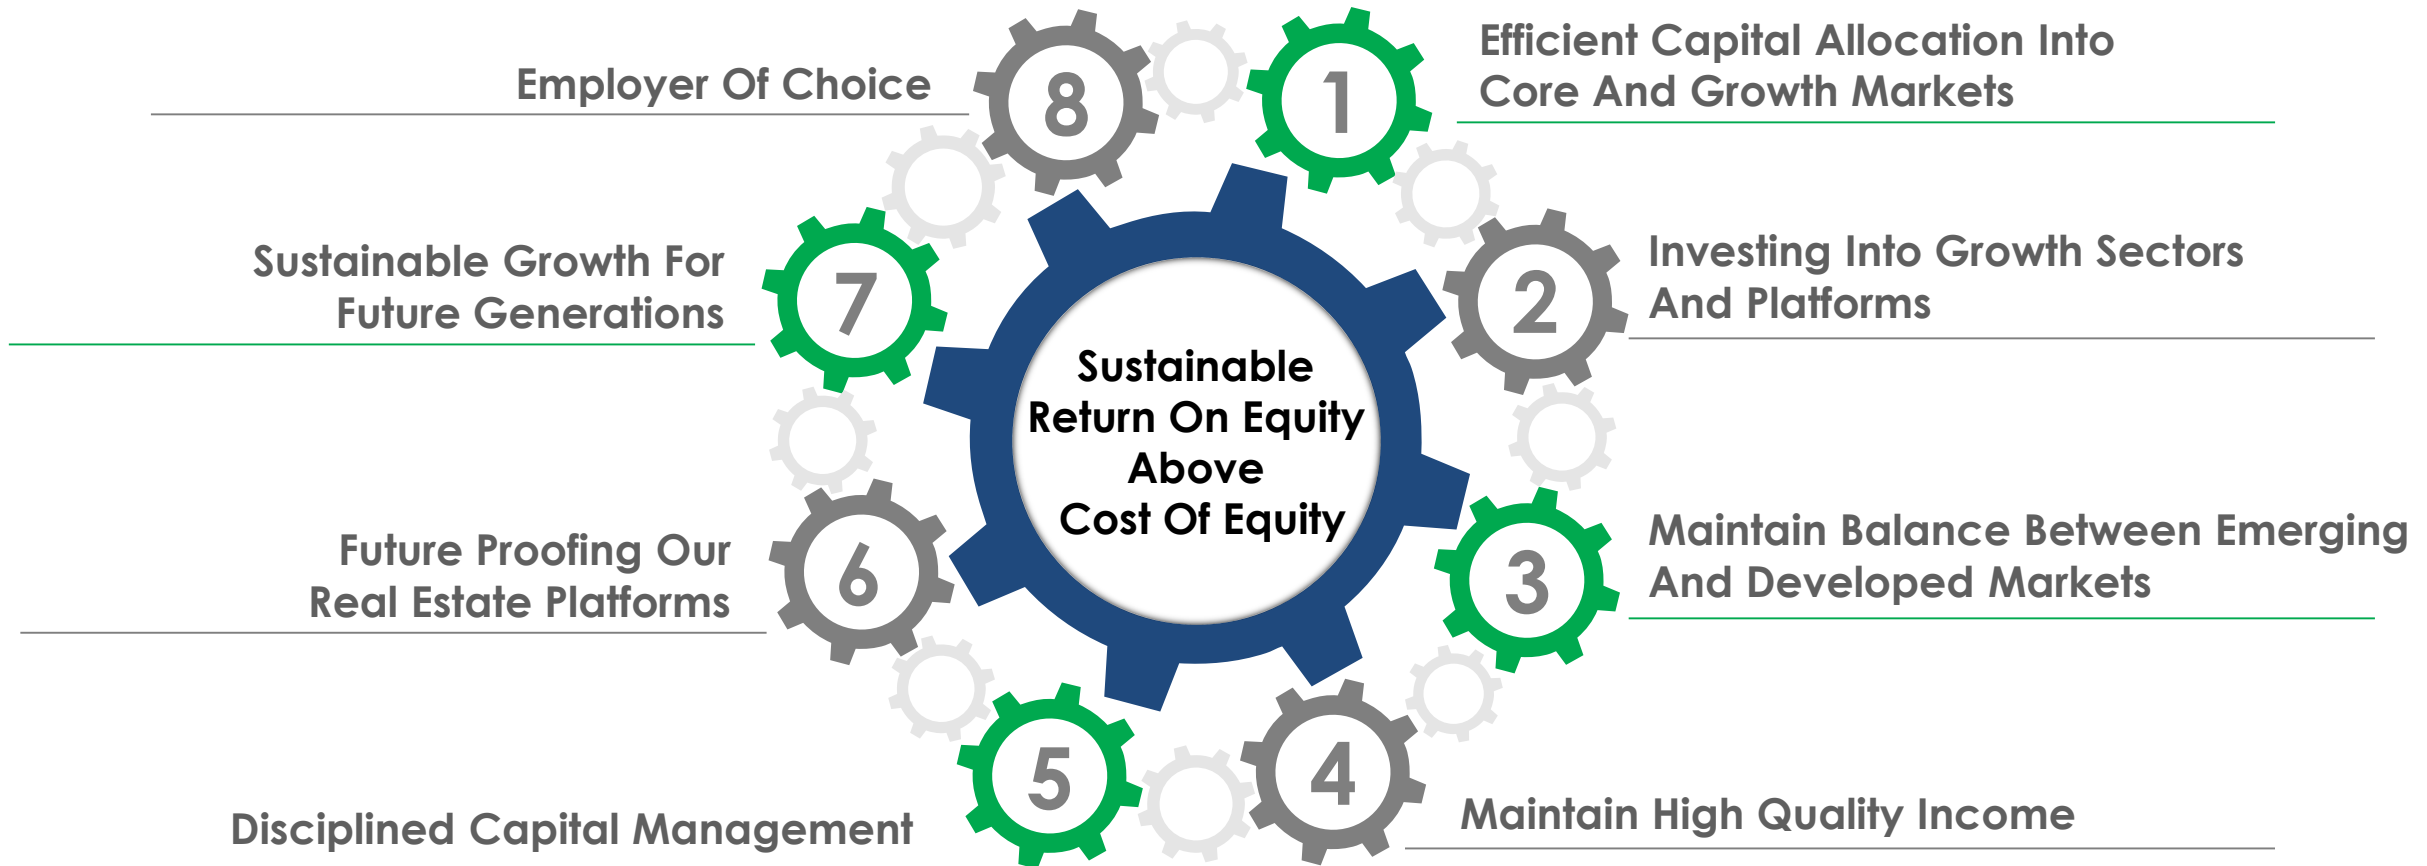 1
Efficient Capital Allocation Into
Core And Growth Markets
2
Investing Into Growth Sectors
And Platforms
3
Maintain Balance Between Emerging
And Developed Markets
4
Maintain High Quality Income
5
Disciplined Capital Management
6
Future Proofing Our
Real Estate Platforms
7
Sustainable Growth For
Future Generations
8
Employer Of Choice
Sustainable
Return On Equity
Above
Cost Of Equity